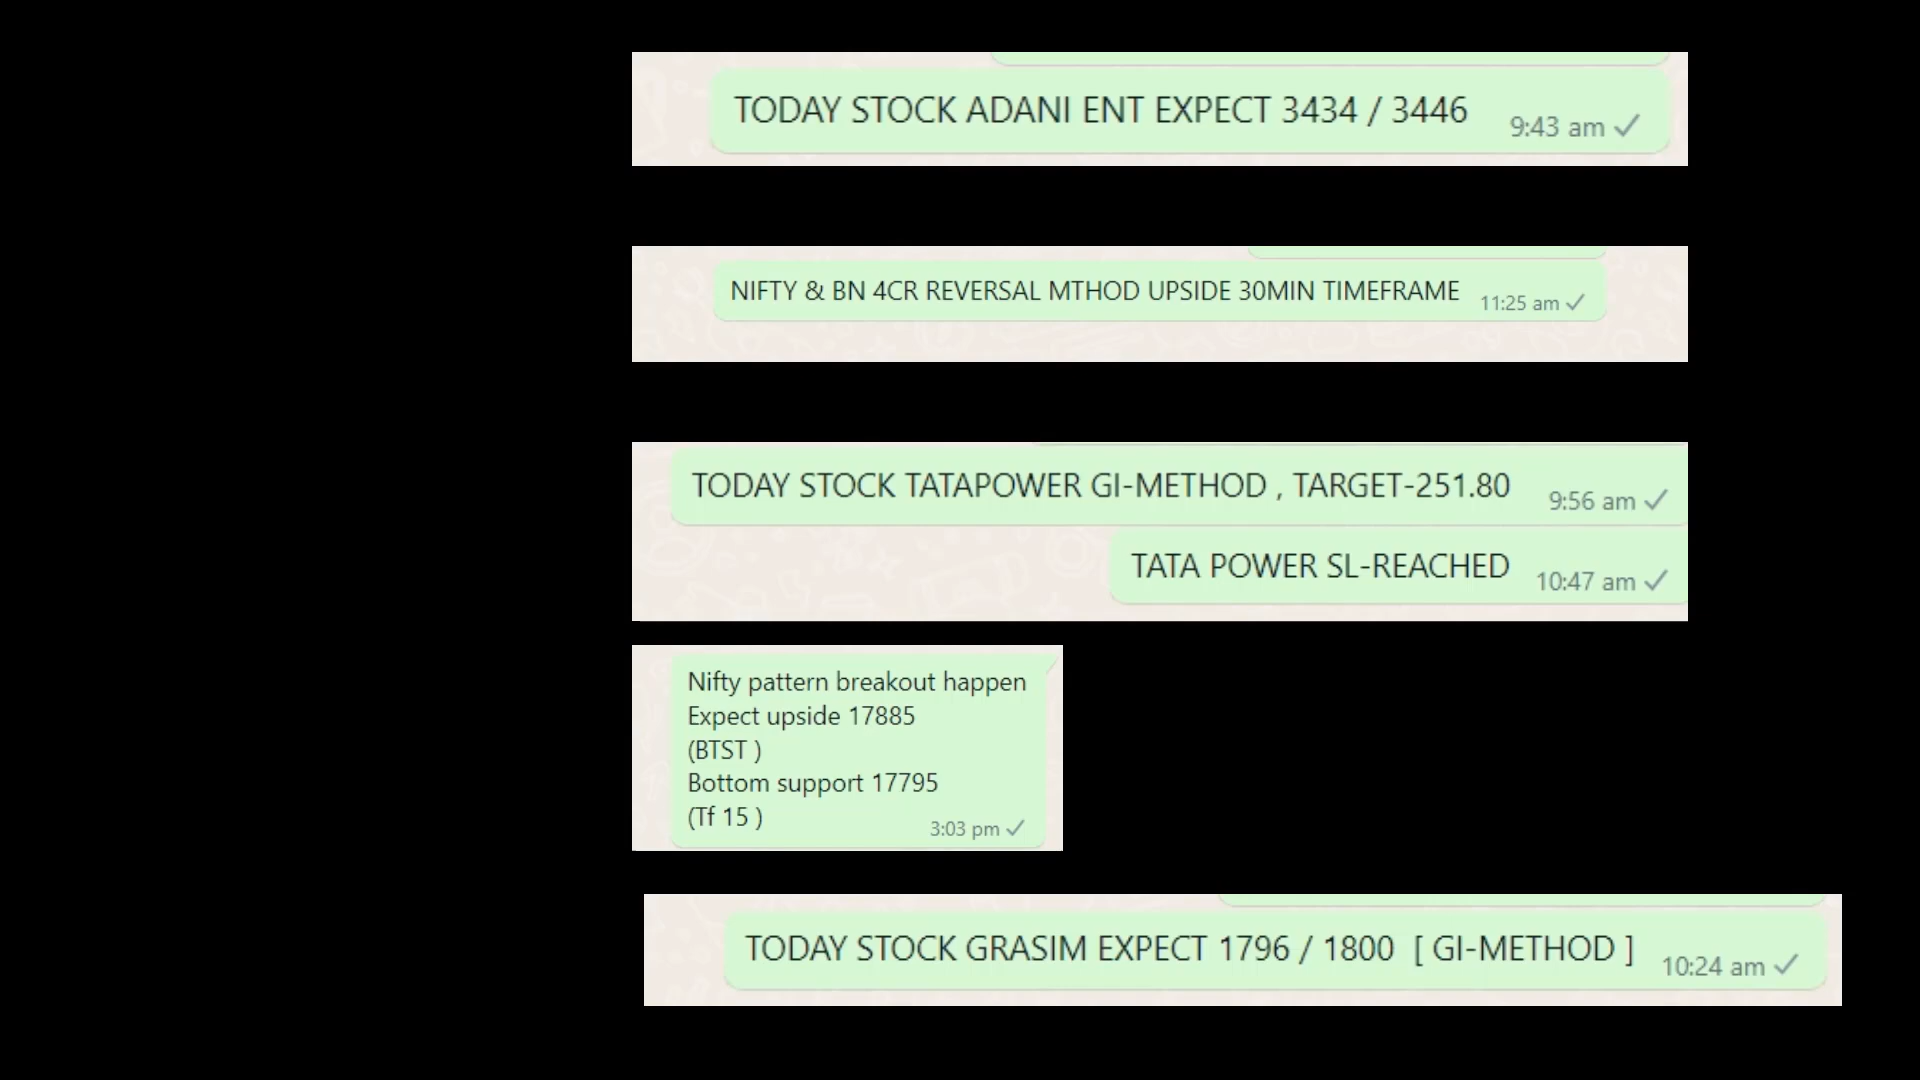 TODAY STOCK ADANI ENT EXPECT 3434 / 3446
9:43 am
NIFTY & BN 4CR REVERSAL MTHOD UPSIDE 30MIN TIMEFRAME
11:25 am
TODAY STOCK TATAPOWER GI-METHOD , TARGET-251.80
9:56 am
TATA POWER SL-REACHED
10:47 am
Nifty pattern breakout happen
Expect upside 17885
(BTST )
Bottom support 17795
(Tf 15 )
3:03 pm
TODAY STOCK GRASIM EXPECT 1796 / 1800 [ GI-METHOD ]
10:24 am